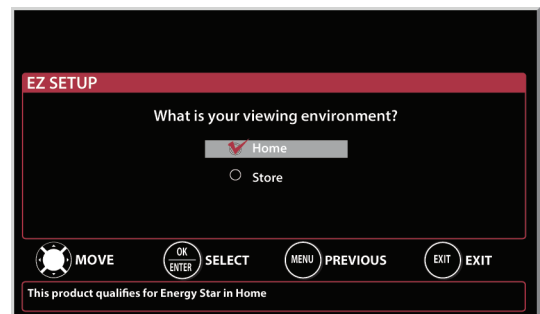 EZ SETUP
What is your viewing environment?
Home
Store
MOVE OK ENTER SELECT MENU PREVIOUS EXIT EXIT
This product qualifies for Energy Star in Home